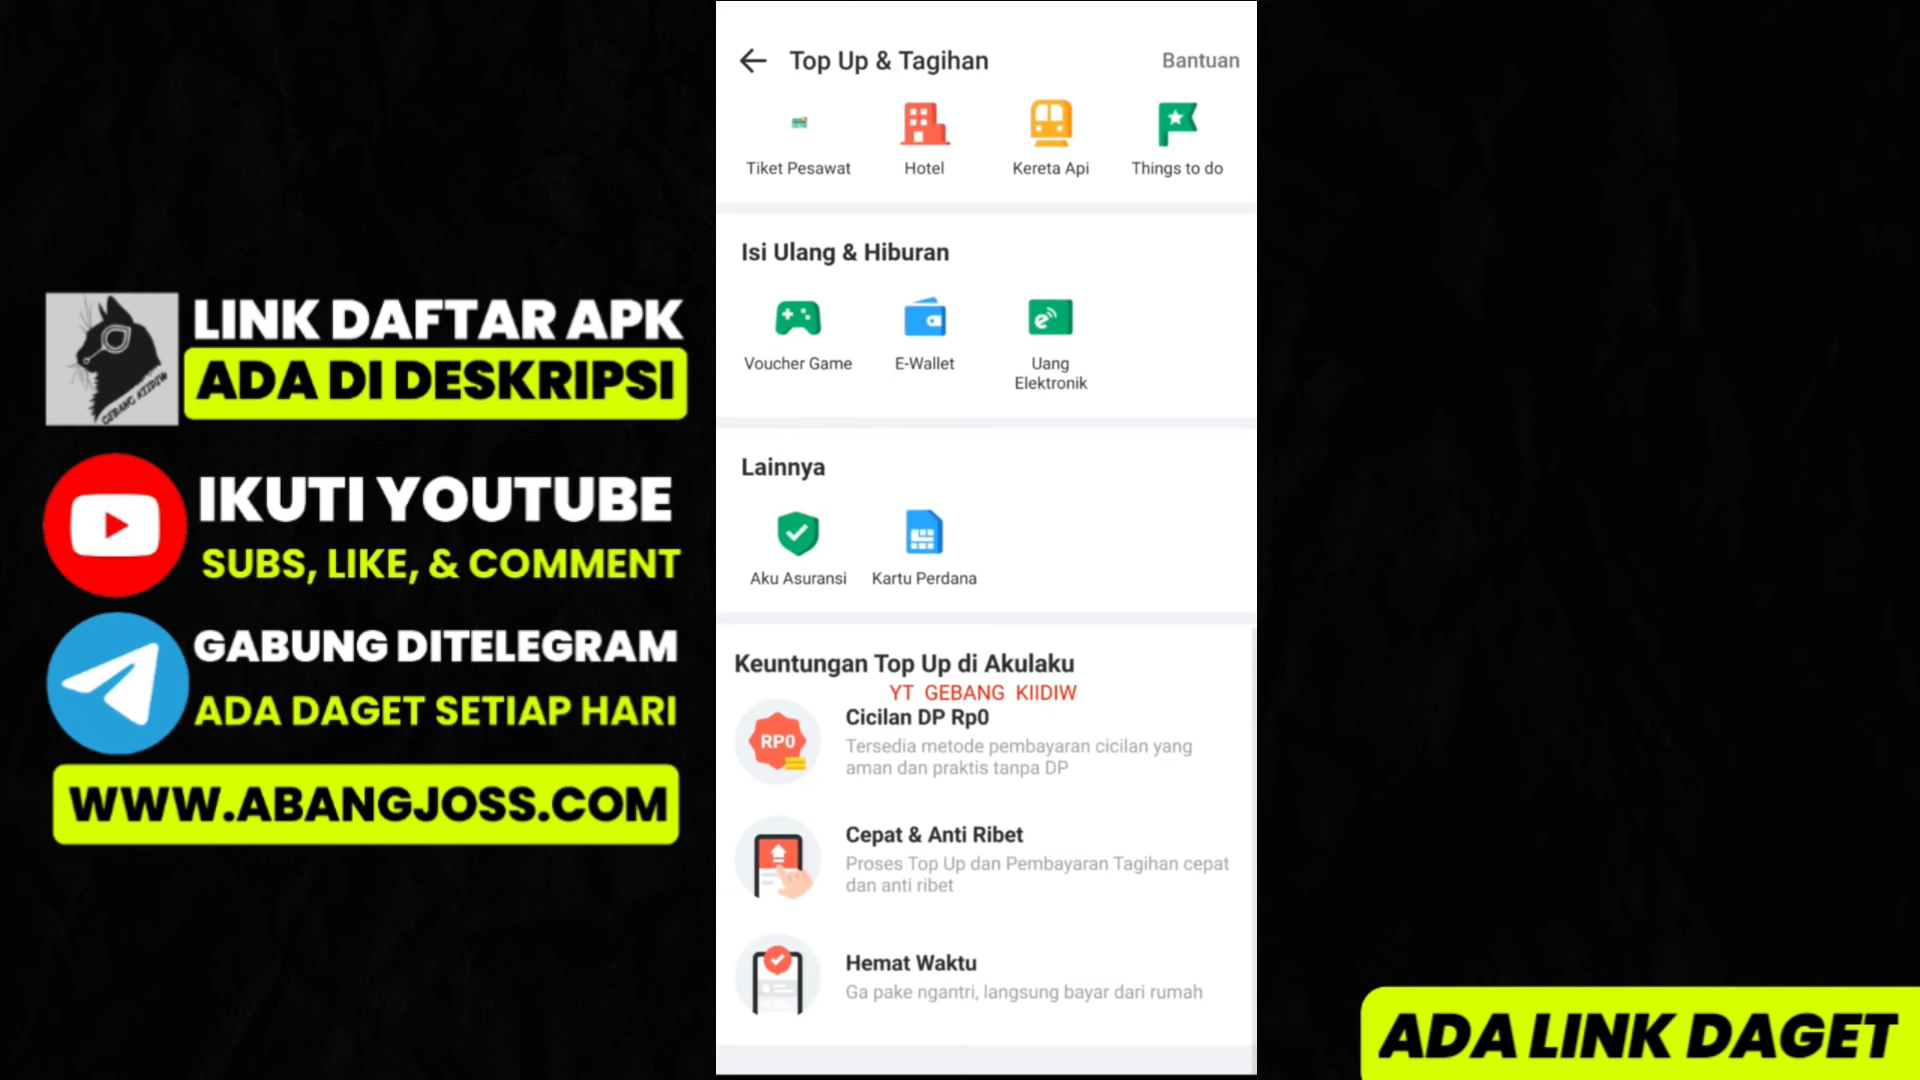 LINK DAFTAR APK
ADA DI DESKRIPSI
GEBANG KIIDIW
IKUTI YOUTUBE
SUBS, LIKE, & COMMENT
GABUNG DITELEGRAM
ADA DAGET SETIAP HARI
WWW.ABANGJOSS.COM
Top Up & Tagihan
Bantuan
Tiket Pesawat
Hotel
Kereta Api
Things to do
Isi Ulang & Hiburan
Voucher Game
E-Wallet
Uang
Elektronik
Lainnya
Aku Asuransi
Kartu Perdana
Keuntungan Top Up di Akulaku
YT GEBANG KIIDIW
RP0
Cicilan DP Rp0
Tersedia metode pembayaran cicilan yang
aman dan praktis tanpa DP
Cepat & Anti Ribet
Proses Top Up dan Pembayaran Tagihan cepat
dan anti ribet
Hemat Waktu
Ga pake ngantri, langsung bayar dari rumah
ADA LINK DAGET